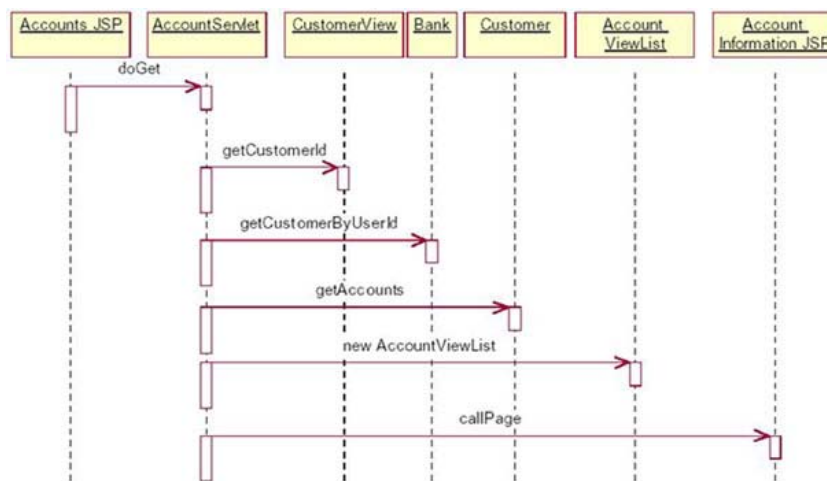 Accounts JSP
AccountServlet
CustomerView
Bank
Customer
Account
ViewList
Account
Information JSP
doGet
getCustomerId
getCustomerByUserId
getAccounts
new AccountViewList
callPage